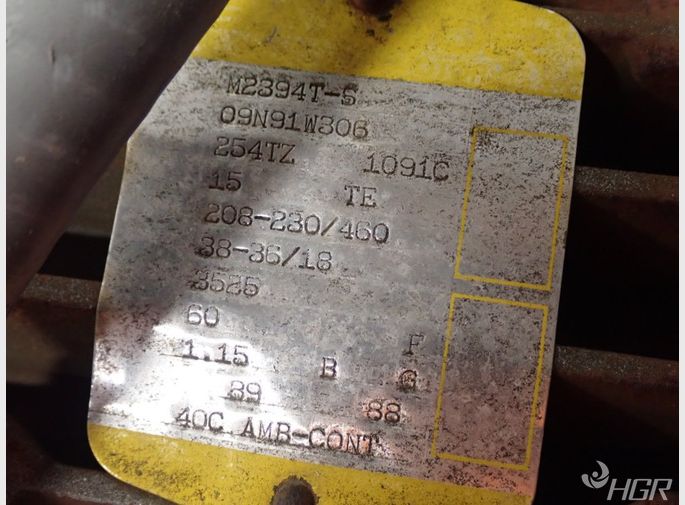 M2394T-S
09N91W306
254TZ 1091C
15 TE
208-230/460
38-36/18
3525
60 F
1.15 B G
89 88
40C AMB-CONT
HGR